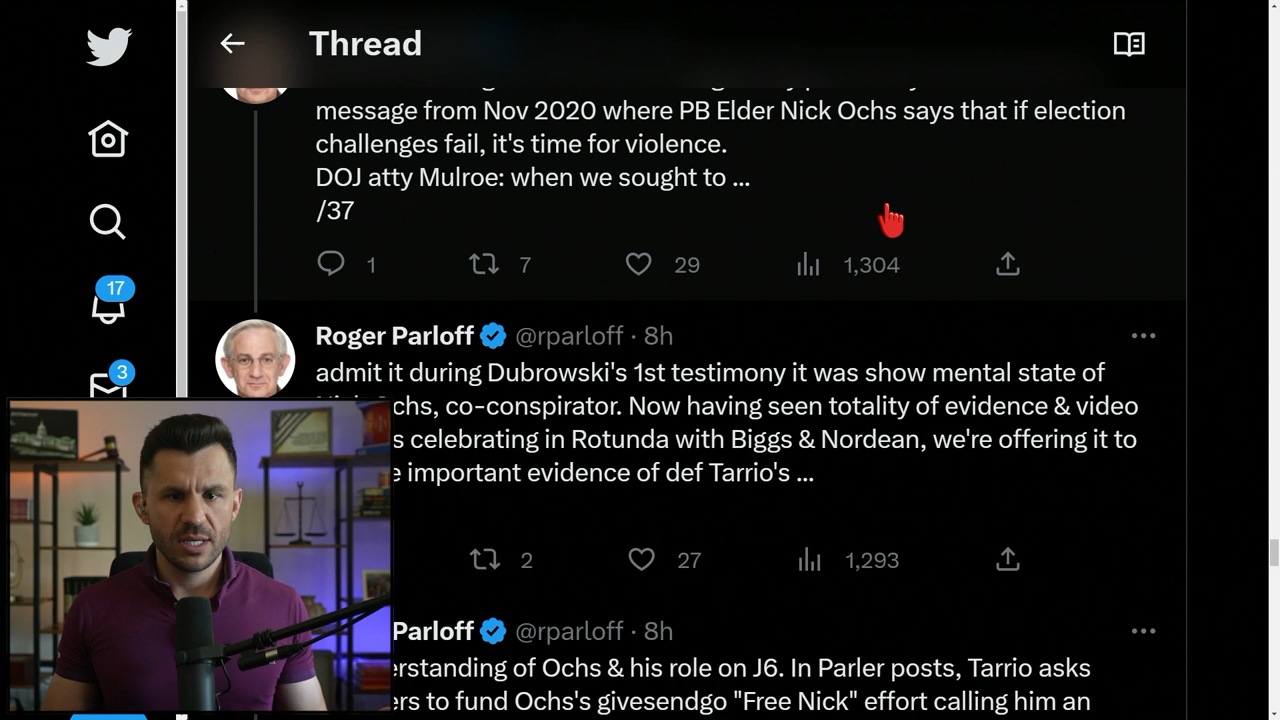 Thread
message from Nov 2020 where PB Elder Nick Ochs says that if election
challenges fail, it's time for violence.
DOJ atty Mulroe: when we sought to ...
/37
1 7 29 1,304
17
Roger Parloff @rparloff · 8h
3
admit it during Dubrowski's 1st testimony it was show mental state of
chs, co-conspirator. Now having seen totality of evidence & video
s celebrating in Rotunda with Biggs & Nordean, we're offering it to
e important evidence of def Tarrio's ...
2 27 1,293
Parloff @rparloff · 8h
erstanding of Ochs & his role on J6. In Parler posts, Tarrio asks
ers to fund Ochs's givesendgo "Free Nick" effort calling him an